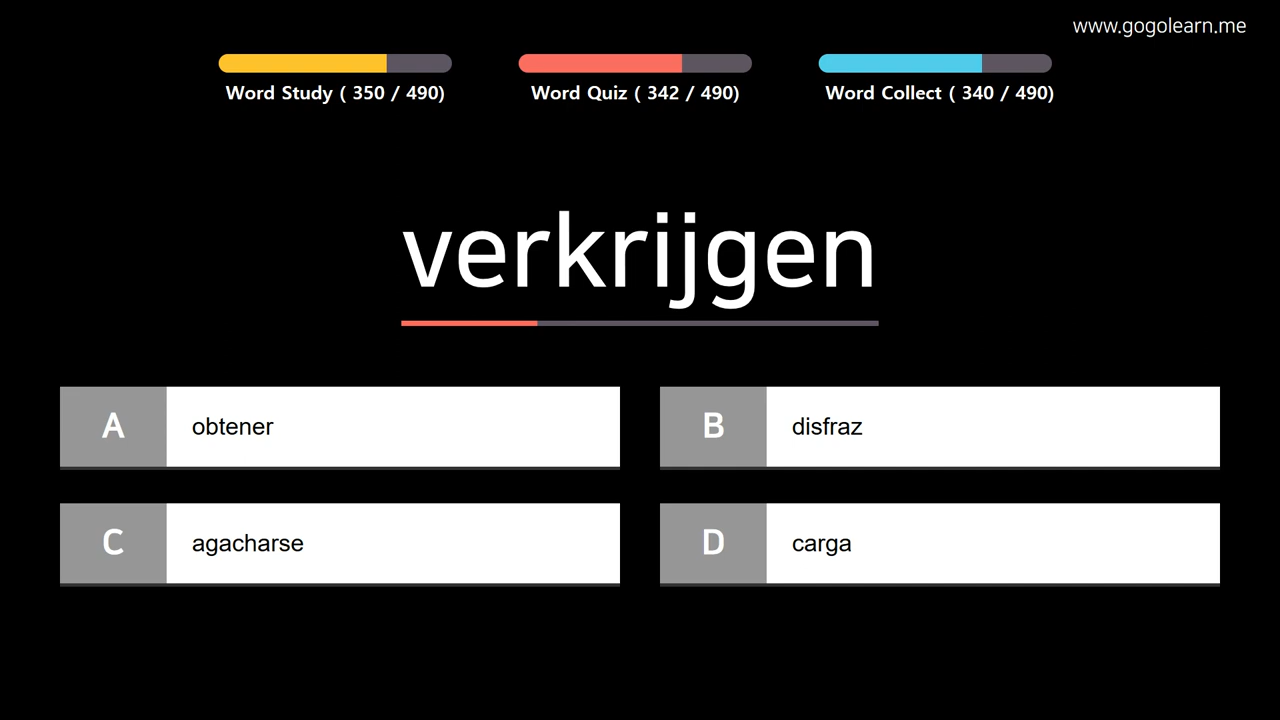 www.gogolearn.me
Word Study ( 350 / 490)
Word Quiz ( 342 / 490)
Word Collect ( 340 / 490)
verkrijgen
A obtener
B disfraz
C agacharse
D carga